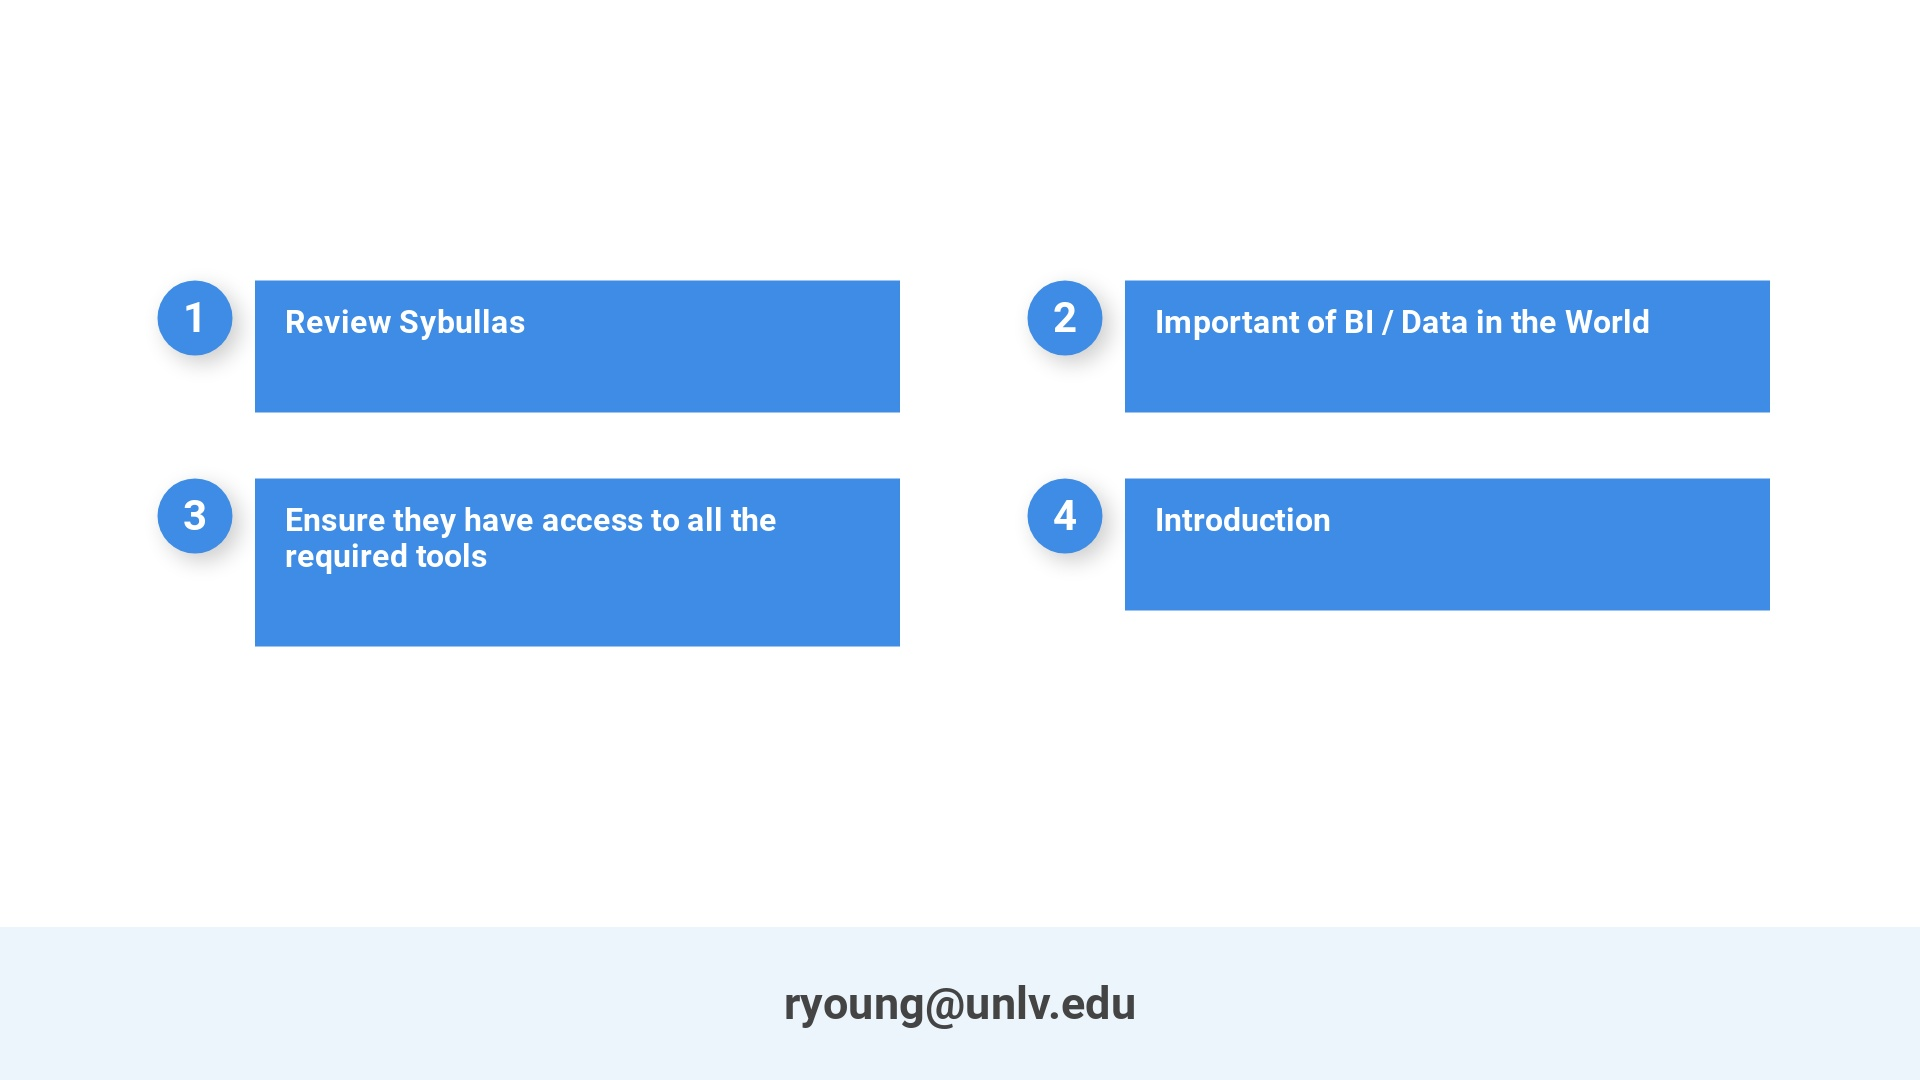 1
Review Sybullas
2
Important of BI / Data in the World
3
Ensure they have access to all the
required tools
4
Introduction
ryoung@unlv.edu